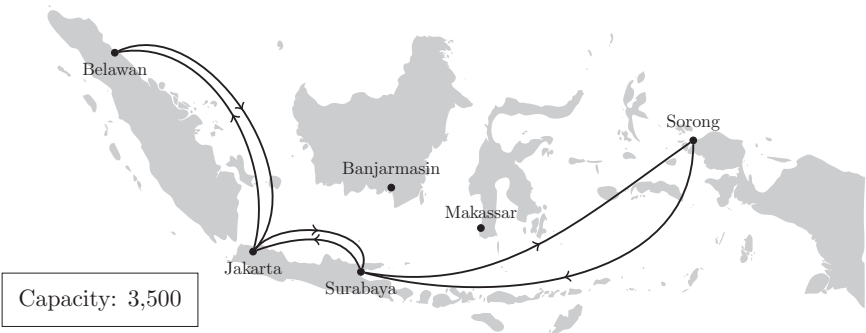 Belawan
Sorong
Banjarmasin
Makassar
Jakarta
Surabaya
Capacity: 3,500